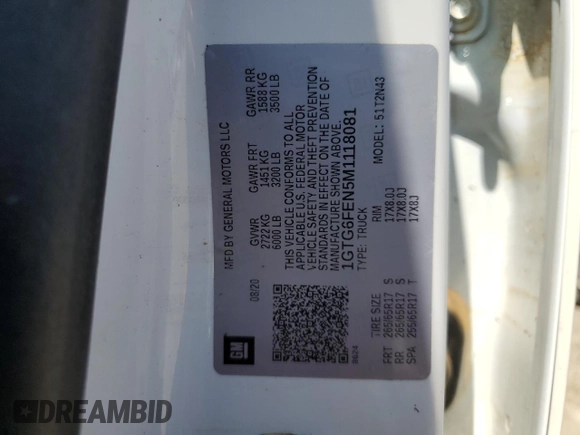 MFD BY GENERAL MOTORS LLC
08/20
GVWR
2722 KG
6000 LB
GAWR FRT
1451 KG
3200 LB
GAWR RR
1588 KG
3500 LB
THIS VEHICLE CONFORMS TO ALL
APPLICABLE U.S. FEDERAL MOTOR
VEHICLE SAFETY AND THEFT PREVENTION
STANDARDS IN EFFECT ON THE DATE OF
MANUFACTURE SHOWN ABOVE.
1GTG6FEN5M1118081
TYPE: TRUCK
MODEL: 51T2N43
TIRE SIZE
RIM
FRT 265/65R17 S 17X8.0J
RR 265/65R17 S 17X8.0J
SPA 255/65R17 T 17X8J
GM
DREAMBID